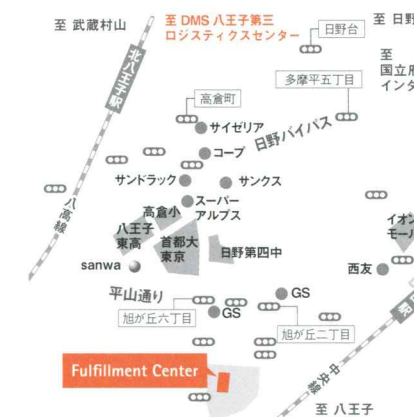 至 武蔵村山
至 DMS 八王子第三
ロジスティクスセンター
日野台
至 日野
至
国立府
インタ
多摩平五丁目
北八王子駅
高倉町
サイゼリア
日野バイパス
コープ
サンドラック
サンクス
スーパー
アルプス
八高線
高倉小
八王子
東高
首都大
東京
日野第四中
イオン
モール
sanwa
西友
平山通り
GS
GS
駅
旭が丘六丁目
旭が丘二丁目
中央線
Fulfillment Center
至 八王子